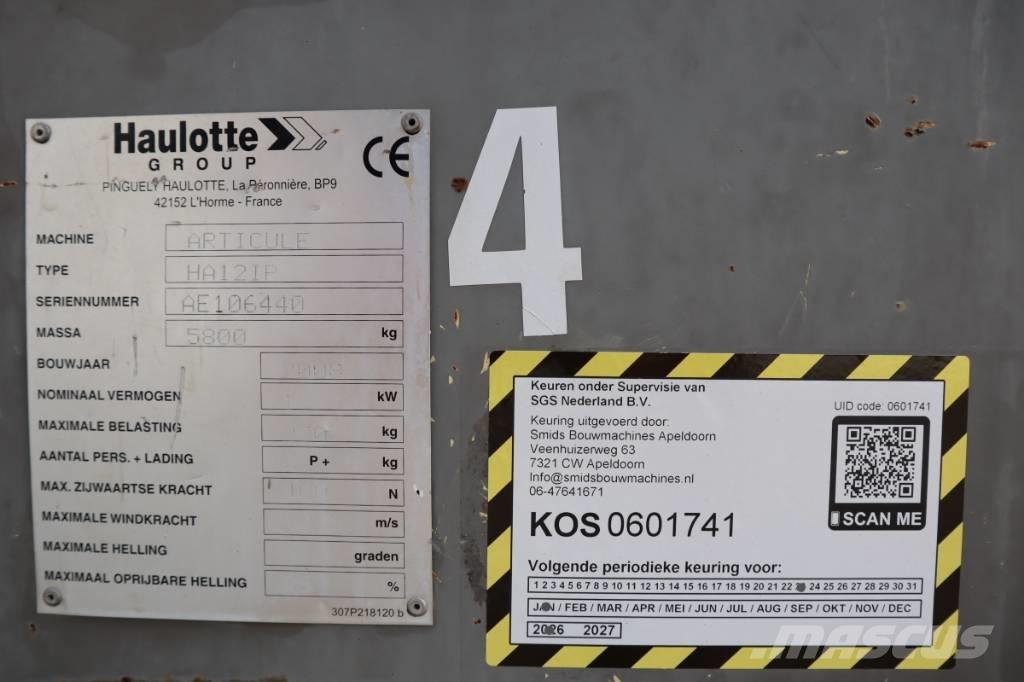 Haulotte
GROUP
CE
PINGUELY HAULOTTE, La Péronnière, BP9
42152 L'Horme - France
MACHINE ARTICULE
TYPE HA12IP
SERIENNUMMER AE106440
MASSA 5800 kg
BOUWJAAR
NOMINAAL VERMOGEN kW
MAXIMALE BELASTING kg
AANTAL PERS. + LADING P + kg
MAX. ZIJWAARTSE KRACHT N
MAXIMALE WINDKRACHT m/s
MAXIMALE HELLING graden
MAXIMAAL OPRIJBARE HELLING %
307P218120 b
4
Keuren onder Supervisie van
SGS Nederland B.V.
UID code: 0601741
Keuring uitgevoerd door:
Smids Bouwmachines Apeldoorn
Veenhuizerweg 63
7321 CW Apeldoorn
Info@smidsbouwmachines.nl
06-47641671
SCAN ME
KOS 0601741
Volgende periodieke keuring voor:
1 2 3 4 5 6 7 8 9 10 11 12 13 14 15 16 17 18 19 20 21 22 23 24 25 26 27 28 29 30 31
JAN / FEB / MAR / APR / MEI / JUN / JUL / AUG / SEP / OKT / NOV / DEC
2026 2027
MASCUS